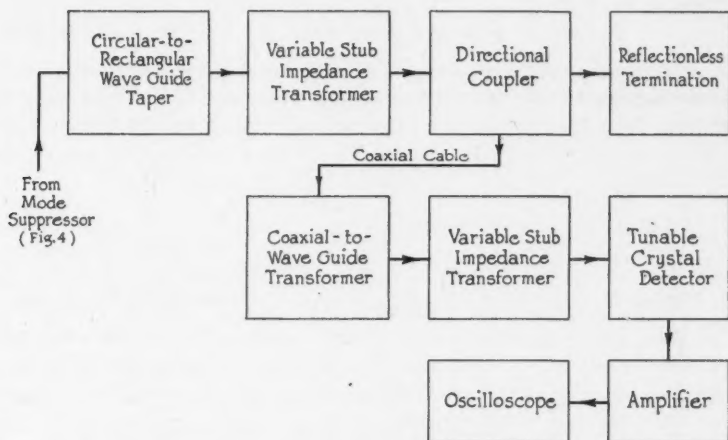 Circular-to-
Rectangular
Wave Guide
Taper
Variable Stub
Impedance
Transformer
Directional
Coupler
Reflectionless
Termination
Coaxial Cable
From
Mode
Suppressor
(Fig.4)
Coaxial-to-
Wave Guide
Transformer
Variable Stub
Impedance
Transformer
Tunable
Crystal
Detector
Oscilloscope
Amplifier